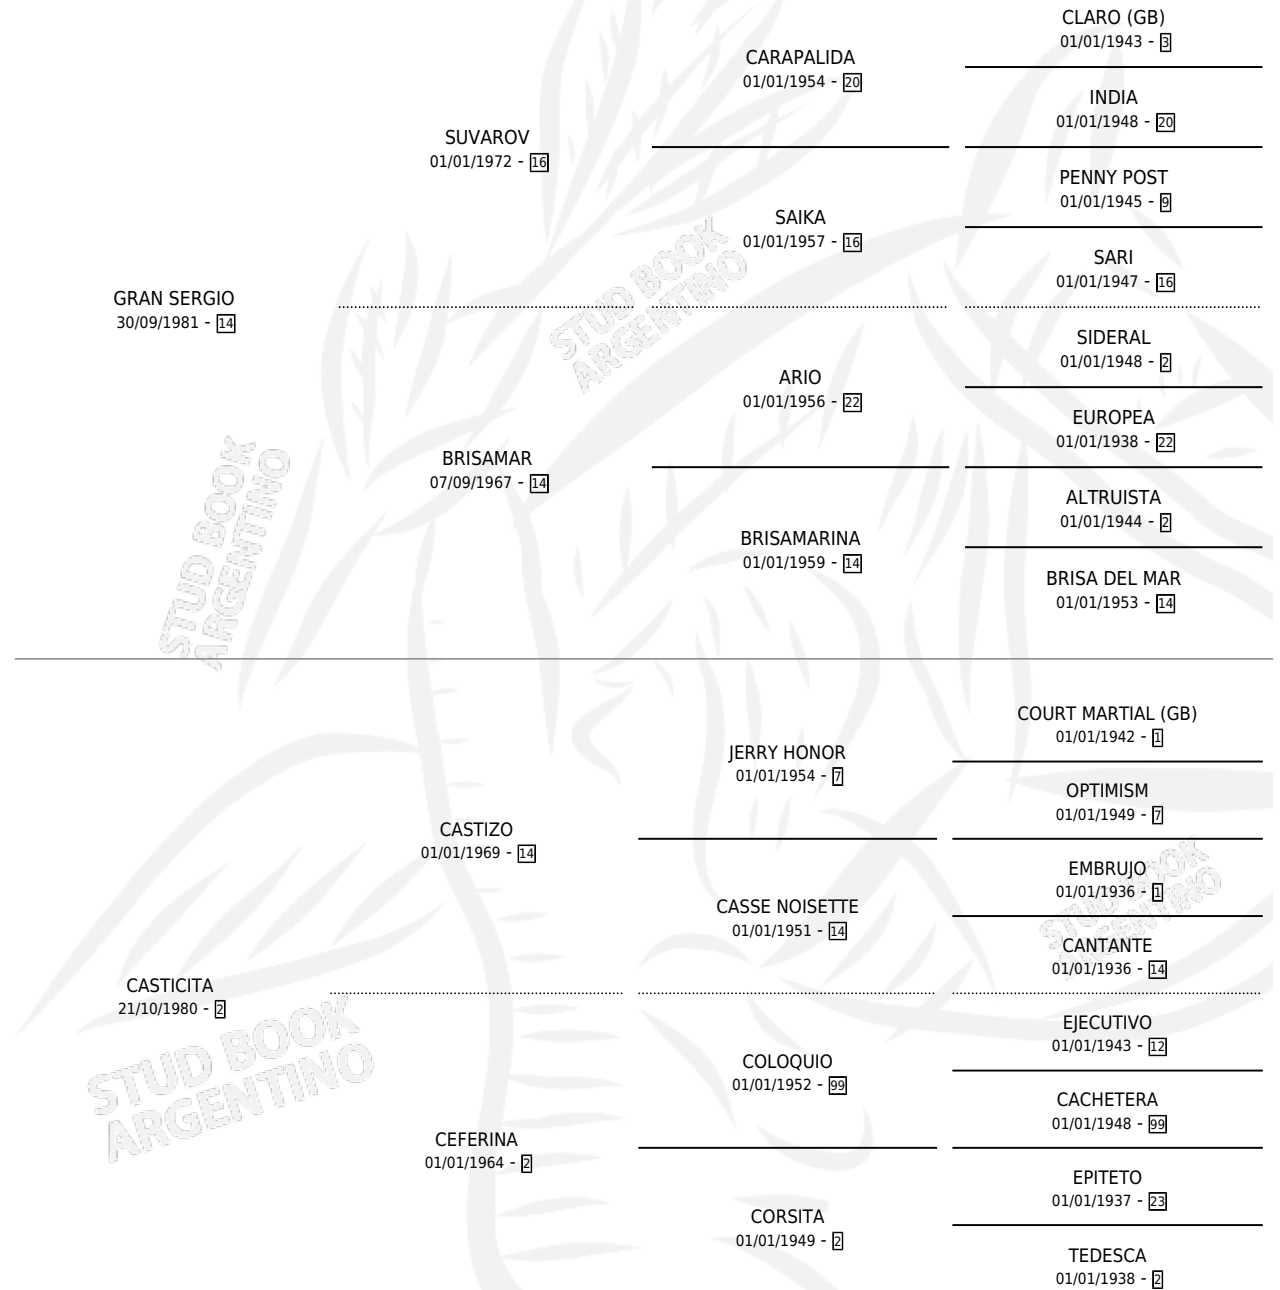 CLARO (GB)
01/01/1943 - 3
CARAPALIDA
01/01/1954 - 20
INDIA
01/01/1948 - 20
SUVAROV
01/01/1972 - 16
PENNY POST
01/01/1945 - 9
SAIKA
01/01/1957 - 16
SARI
01/01/1947 - 16
GRAN SERGIO
30/09/1981 - 14
SIDERAL
01/01/1948 - 2
ARIO
01/01/1956 - 22
EUROPEA
01/01/1938 - 22
BRISAMAR
07/09/1967 - 14
ALTRUISTA
01/01/1944 - 2
BRISAMARINA
01/01/1959 - 14
BRISA DEL MAR
01/01/1953 - 14
STUD BOOK
ARGENTINO
STUD BOOK
ARGENTINO
COURT MARTIAL (GB)
01/01/1942 - 1
JERRY HONOR
01/01/1954 - 7
OPTIMISM
01/01/1949 - 7
CASTIZO
01/01/1969 - 14
EMBRUJO
01/01/1936 - 1
CASSE NOISETTE
01/01/1951 - 14
CANTANTE
01/01/1936 - 14
CASTICITA
21/10/1980 - 2
EJECUTIVO
01/01/1943 - 12
COLOQUIO
01/01/1952 - 99
CACHETERA
01/01/1948 - 99
CEFERINA
01/01/1964 - 2
EPITETO
01/01/1937 - 23
CORSITA
01/01/1949 - 2
TEDESCA
01/01/1938 - 2
STUD BOOK
ARGENTINO
STUD BOOK
ARGENTINO